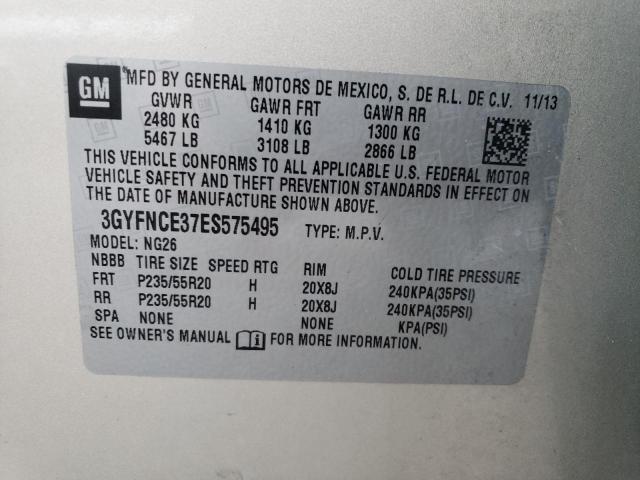 GM
MFD BY GENERAL MOTORS DE MEXICO, S. DE R.L. DE C.V. 11/13
GVWR GAWR FRT GAWR RR
2480 KG 1410 KG 1300 KG
5467 LB 3108 LB 2866 LB
THIS VEHICLE CONFORMS TO ALL APPLICABLE U.S. FEDERAL MOTOR
VEHICLE SAFETY AND THEFT PREVENTION STANDARDS IN EFFECT ON
THE DATE OF MANUFACTURE SHOWN ABOVE.
3GYFNCE37ES575495 TYPE: M.P.V.
MODEL: NG26
NBBB TIRE SIZE SPEED RTG RIM COLD TIRE PRESSURE
FRT P235/55R20 H 20X8J 240KPA(35PSI)
RR P235/55R20 H 20X8J 240KPA(35PSI)
SPA NONE NONE KPA(PSI)
SEE OWNER'S MANUAL FOR MORE INFORMATION.